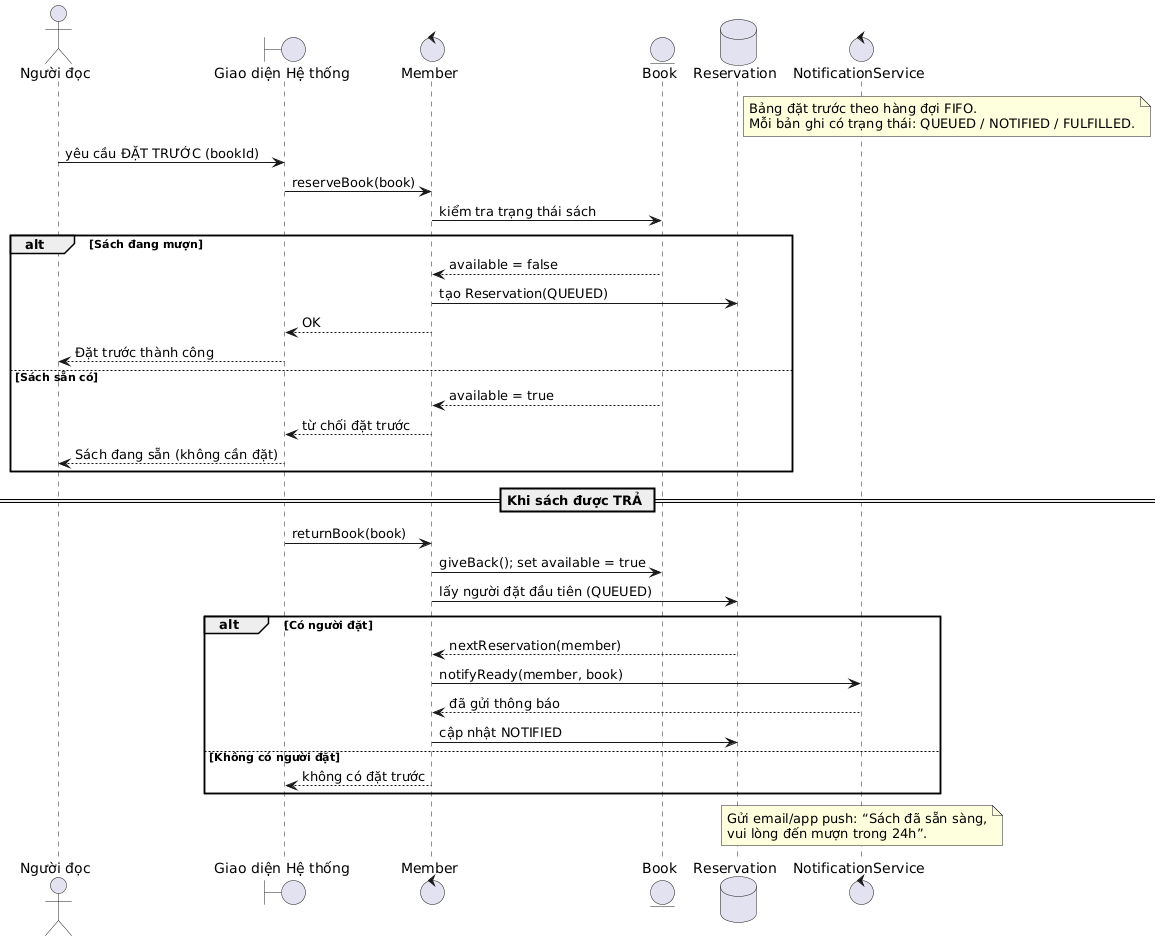 Người đọc
Giao diện Hệ thống
Member
Book
Reservation
NotificationService
Bảng đặt trước theo hàng đợi FIFO.
Mỗi bản ghi có trạng thái: QUEUED / NOTIFIED / FULFILLED.
yêu cầu ĐẶT TRƯỚC (bookId)
reserveBook(book)
kiểm tra trạng thái sách
alt [Sách đang mượn]
available = false
tạo Reservation(QUEUED)
OK
Đặt trước thành công
[Sách sẵn có]
available = true
từ chối đặt trước
Sách đang sẵn (không cần đặt)
Khi sách được TRẢ
returnBook(book)
giveBack(); set available = true
lấy người đặt đầu tiên (QUEUED)
alt [Có người đặt]
nextReservation(member)
notifyReady(member, book)
đã gửi thông báo
cập nhật NOTIFIED
[Không có người đặt]
không có đặt trước
Gửi email/app push: “Sách đã sẵn sàng,
vui lòng đến mượn trong 24h”.
Người đọc
Giao diện Hệ thống
Member
Book
Reservation
NotificationService